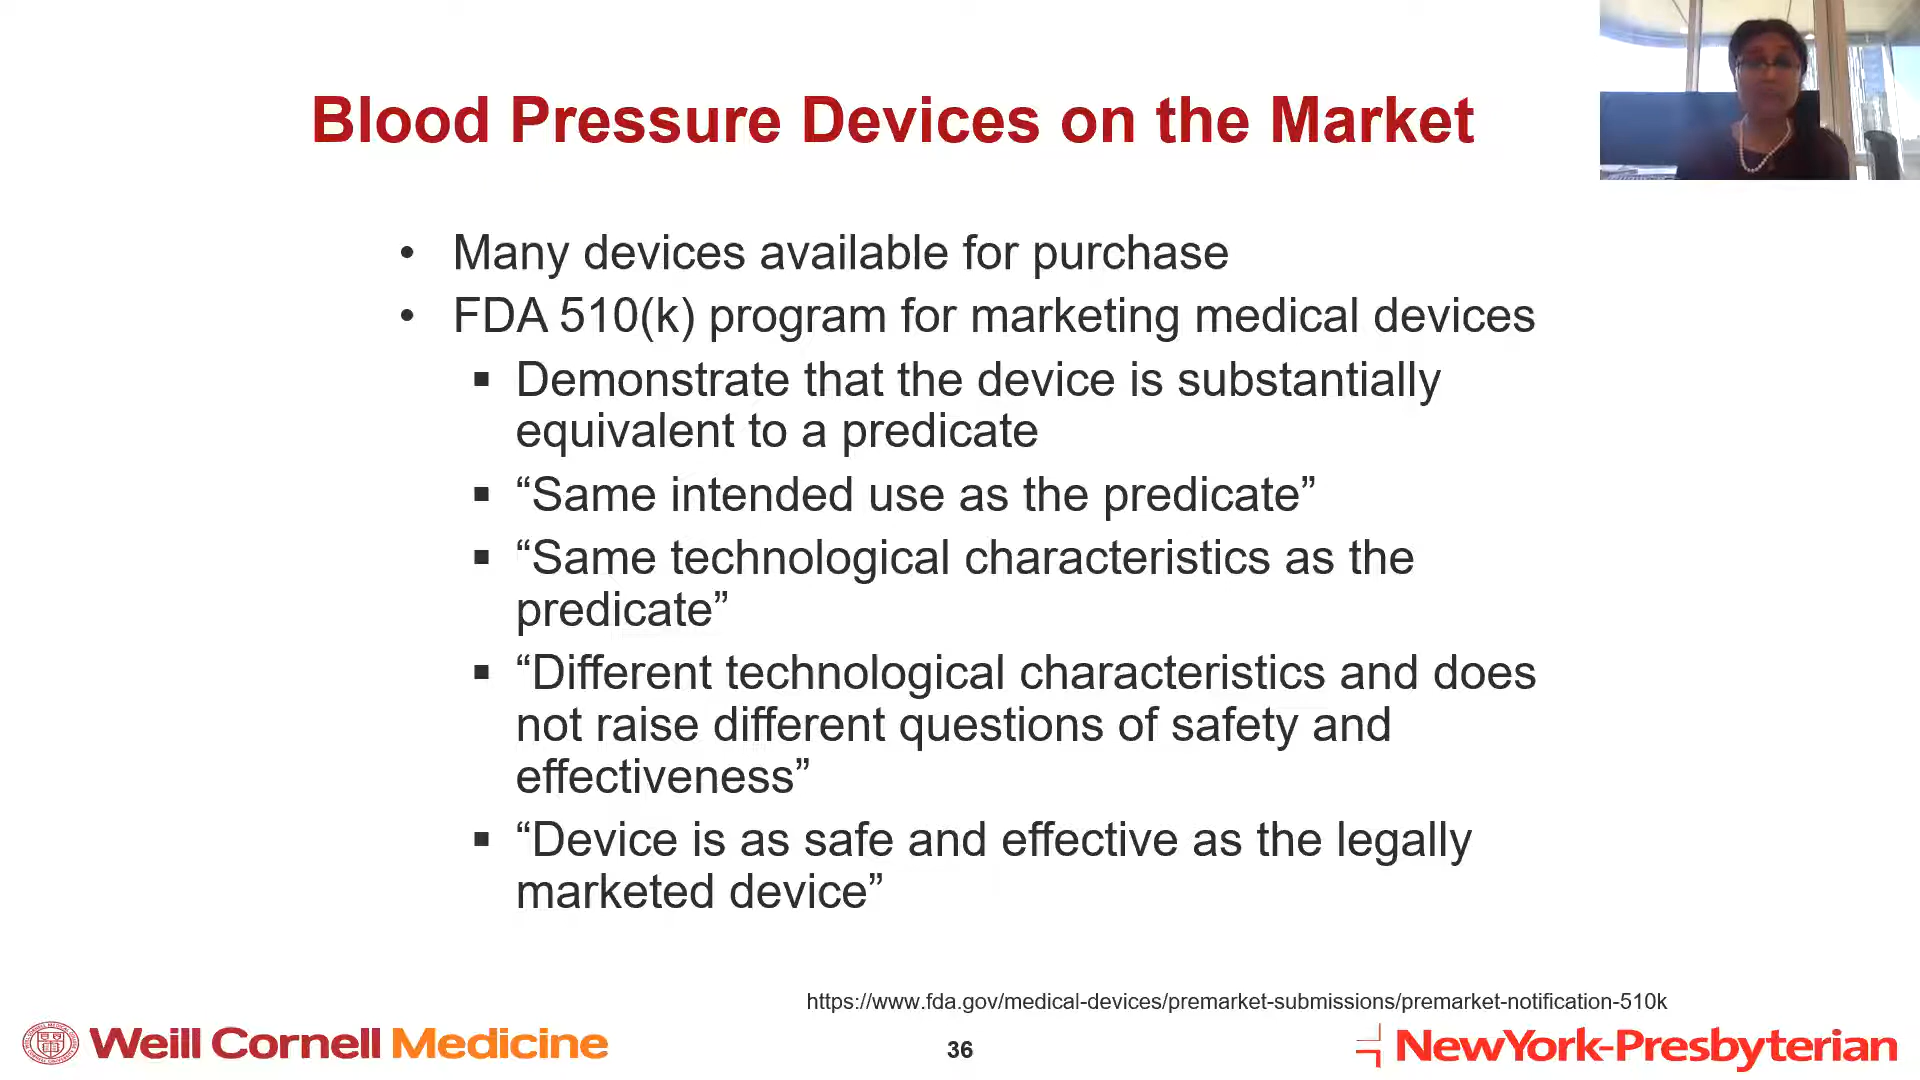 Blood Pressure Devices on the Market
• Many devices available for purchase
• FDA 510(k) program for marketing medical devices
▪ Demonstrate that the device is substantially
equivalent to a predicate
▪ “Same intended use as the predicate”
▪ “Same technological characteristics as the
predicate”
▪ “Different technological characteristics and does
not raise different questions of safety and
effectiveness”
▪ “Device is as safe and effective as the legally
marketed device”
https://www.fda.gov/medical-devices/premarket-submissions/premarket-notification-510k
Weill Cornell Medicine
36
NewYork-Presbyterian